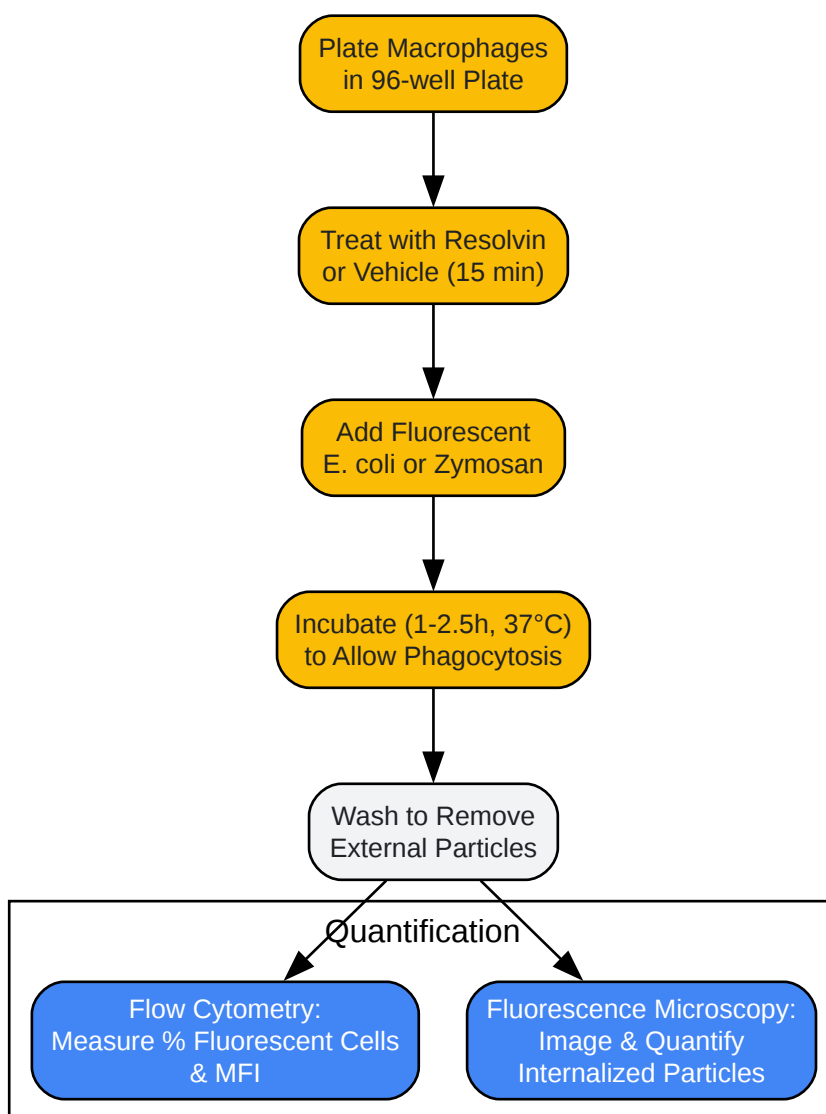 Plate Macrophages
in 96-well Plate
Treat with Resolvin
or Vehicle (15 min)
Add Fluorescent
E. coli or Zymosan
Incubate (1-2.5h, 37°C)
to Allow Phagocytosis
Wash to Remove
External Particles
Quantification
Flow Cytometry:
Measure % Fluorescent Cells
& MFI
Fluorescence Microscopy:
Image & Quantify
Internalized Particles